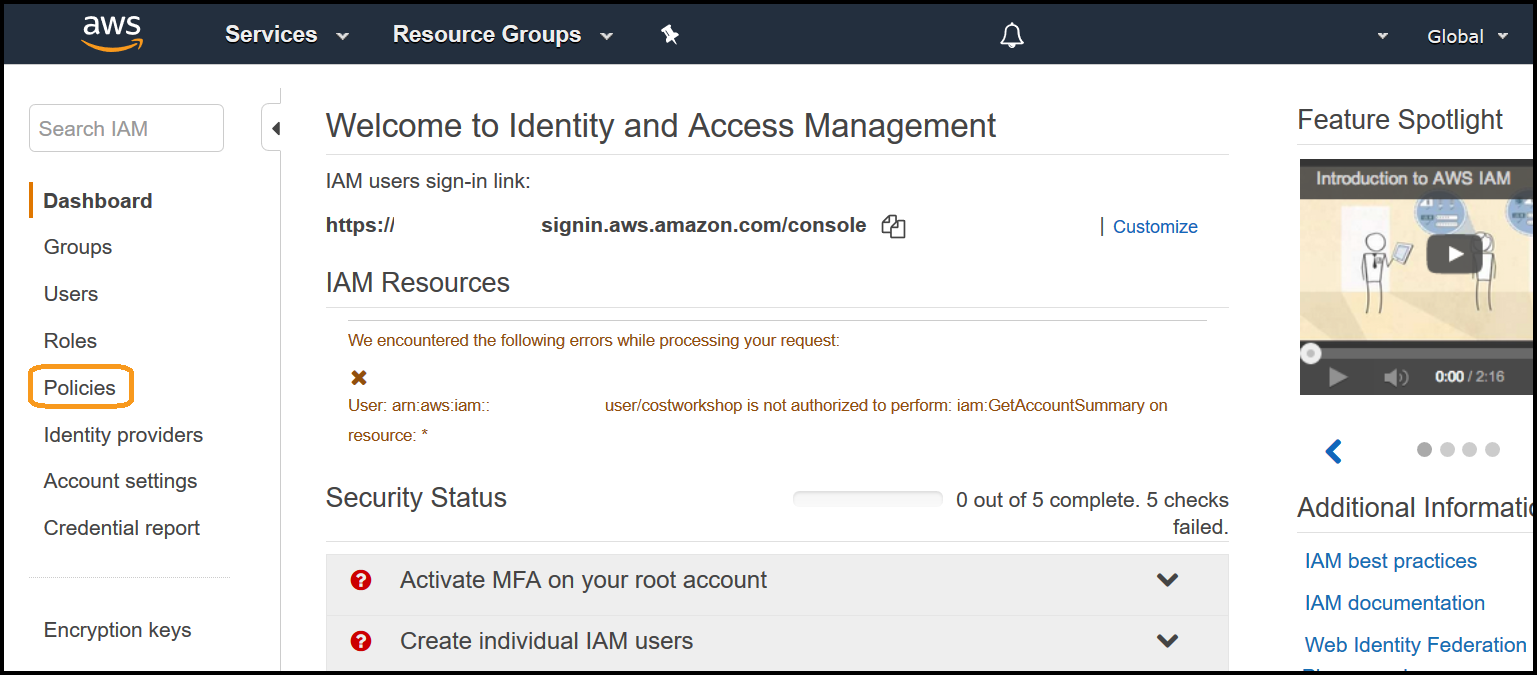 aws
Services
Resource Groups
Global
Search IAM
Dashboard
Groups
Users
Roles
Policies
Identity providers
Account settings
Credential report
Encryption keys
Welcome to Identity and Access Management
IAM users sign-in link:
https:// signin.aws.amazon.com/console
| Customize
IAM Resources
We encountered the following errors while processing your request:
User: arn:aws:iam:: user/costworkshop is not authorized to perform: iam:GetAccountSummary on
resource: *
Security Status
0 out of 5 complete. 5 checks
failed.
Activate MFA on your root account
Create individual IAM users
Feature Spotlight
Introduction to AWS IAM
0:00 / 2:16
Additional Informatio
IAM best practices
IAM documentation
Web Identity Federation